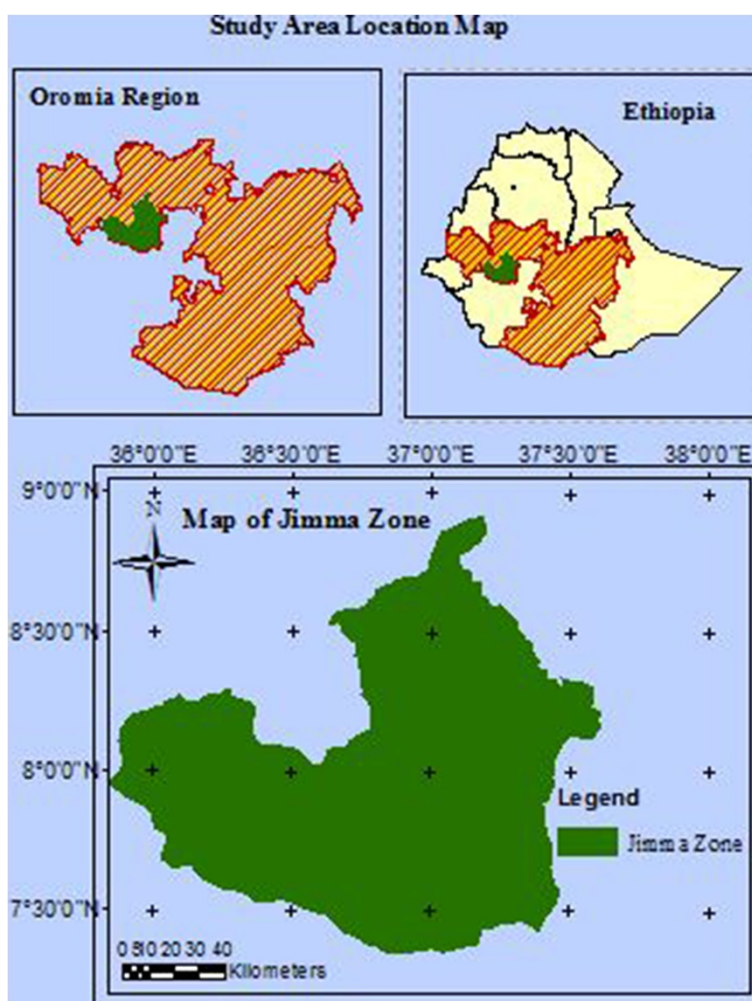 Study Area Location Map
Oromia Region
Ethiopia
36°0'0"E 36°30'0"E 37°0'0"E 37°30'0"E 38°0'0"E
9°0'0"N
Map of Jimma Zone
N
8°30'0"N
8°0'0"N
Legend
Jimma Zone
7°30'0"N
0 510 20 30 40
Kilometers